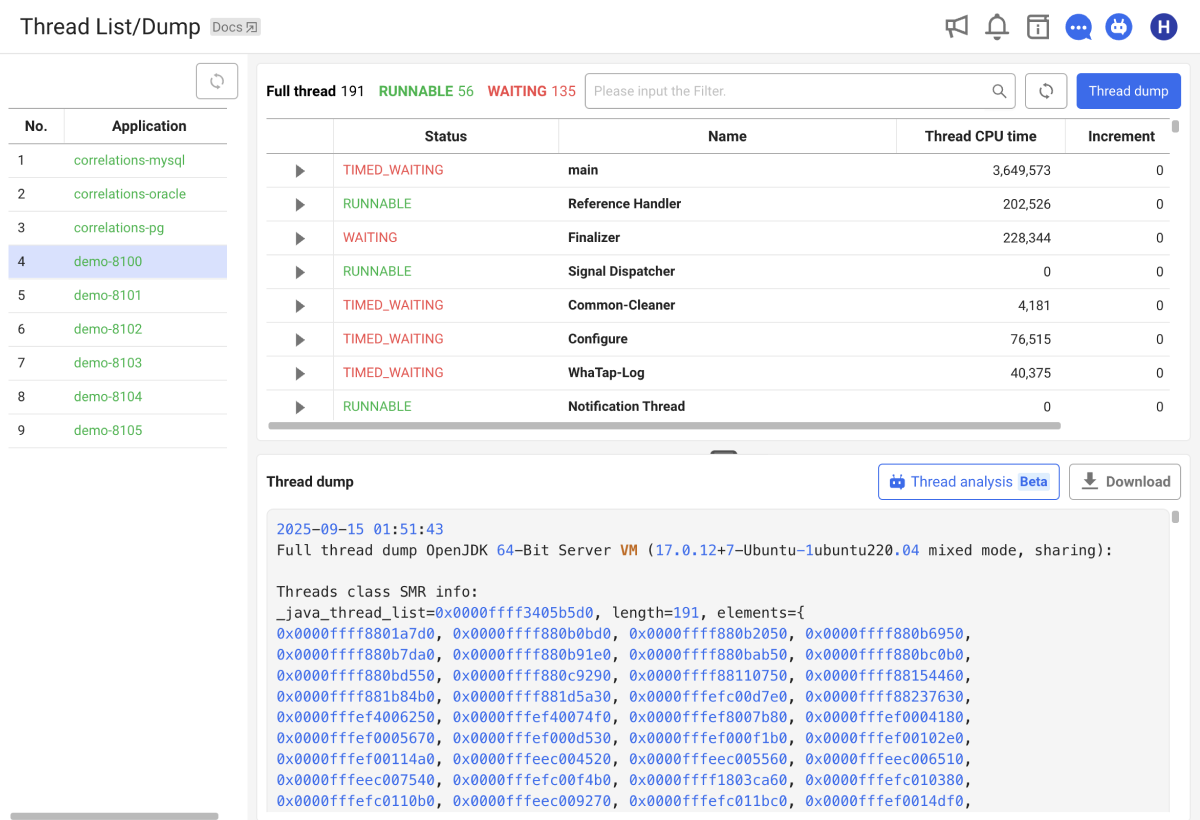 Thread List/Dump Docs
H
Full thread 191 RUNNABLE 56 WAITING 135 Please input the Filter. Thread dump
No. Application
1 correlations-mysql
2 correlations-oracle
3 correlations-pg
4 demo-8100
5 demo-8101
6 demo-8102
7 demo-8103
8 demo-8104
9 demo-8105
Status Name Thread CPU time Increment
TIMED_WAITING main 3,649,573 0
RUNNABLE Reference Handler 202,526 0
WAITING Finalizer 228,344 0
RUNNABLE Signal Dispatcher 0 0
TIMED_WAITING Common-Cleaner 4,181 0
TIMED_WAITING Configure 76,515 0
TIMED_WAITING WhaTap-Log 40,375 0
RUNNABLE Notification Thread 0 0
Thread dump Thread analysis Beta Download
2025-09-15 01:51:43
Full thread dump OpenJDK 64-Bit Server VM (17.0.12+7-Ubuntu-1ubuntu220.04 mixed mode, sharing):
Threads class SMR info:
_java_thread_list=0x0000ffff3405b5d0, length=191, elements={
0x0000ffff8801a7d0, 0x0000ffff880b0bd0, 0x0000ffff880b2050, 0x0000ffff880b6950,
0x0000ffff880b7da0, 0x0000ffff880b91e0, 0x0000ffff880bab50, 0x0000ffff880bc0b0,
0x0000ffff880bd550, 0x0000ffff880c9290, 0x0000ffff88110750, 0x0000ffff88154460,
0x0000ffff881b84b0, 0x0000ffff881d5a30, 0x0000fffefc00d7e0, 0x0000ffff88237630,
0x0000fffef4006250, 0x0000fffef40074f0, 0x0000fffef8007b80, 0x0000fffef0004180,
0x0000fffef0005670, 0x0000fffef000d530, 0x0000fffef000f1b0, 0x0000fffef00102e0,
0x0000fffef00114a0, 0x0000fffeec004520, 0x0000fffeec005560, 0x0000fffeec006510,
0x0000fffeec007540, 0x0000fffefc00f4b0, 0x0000ffff1803ca60, 0x0000fffefc010380,
0x0000fffefc0110b0, 0x0000fffeec009270, 0x0000fffefc011bc0, 0x0000fffef0014df0,